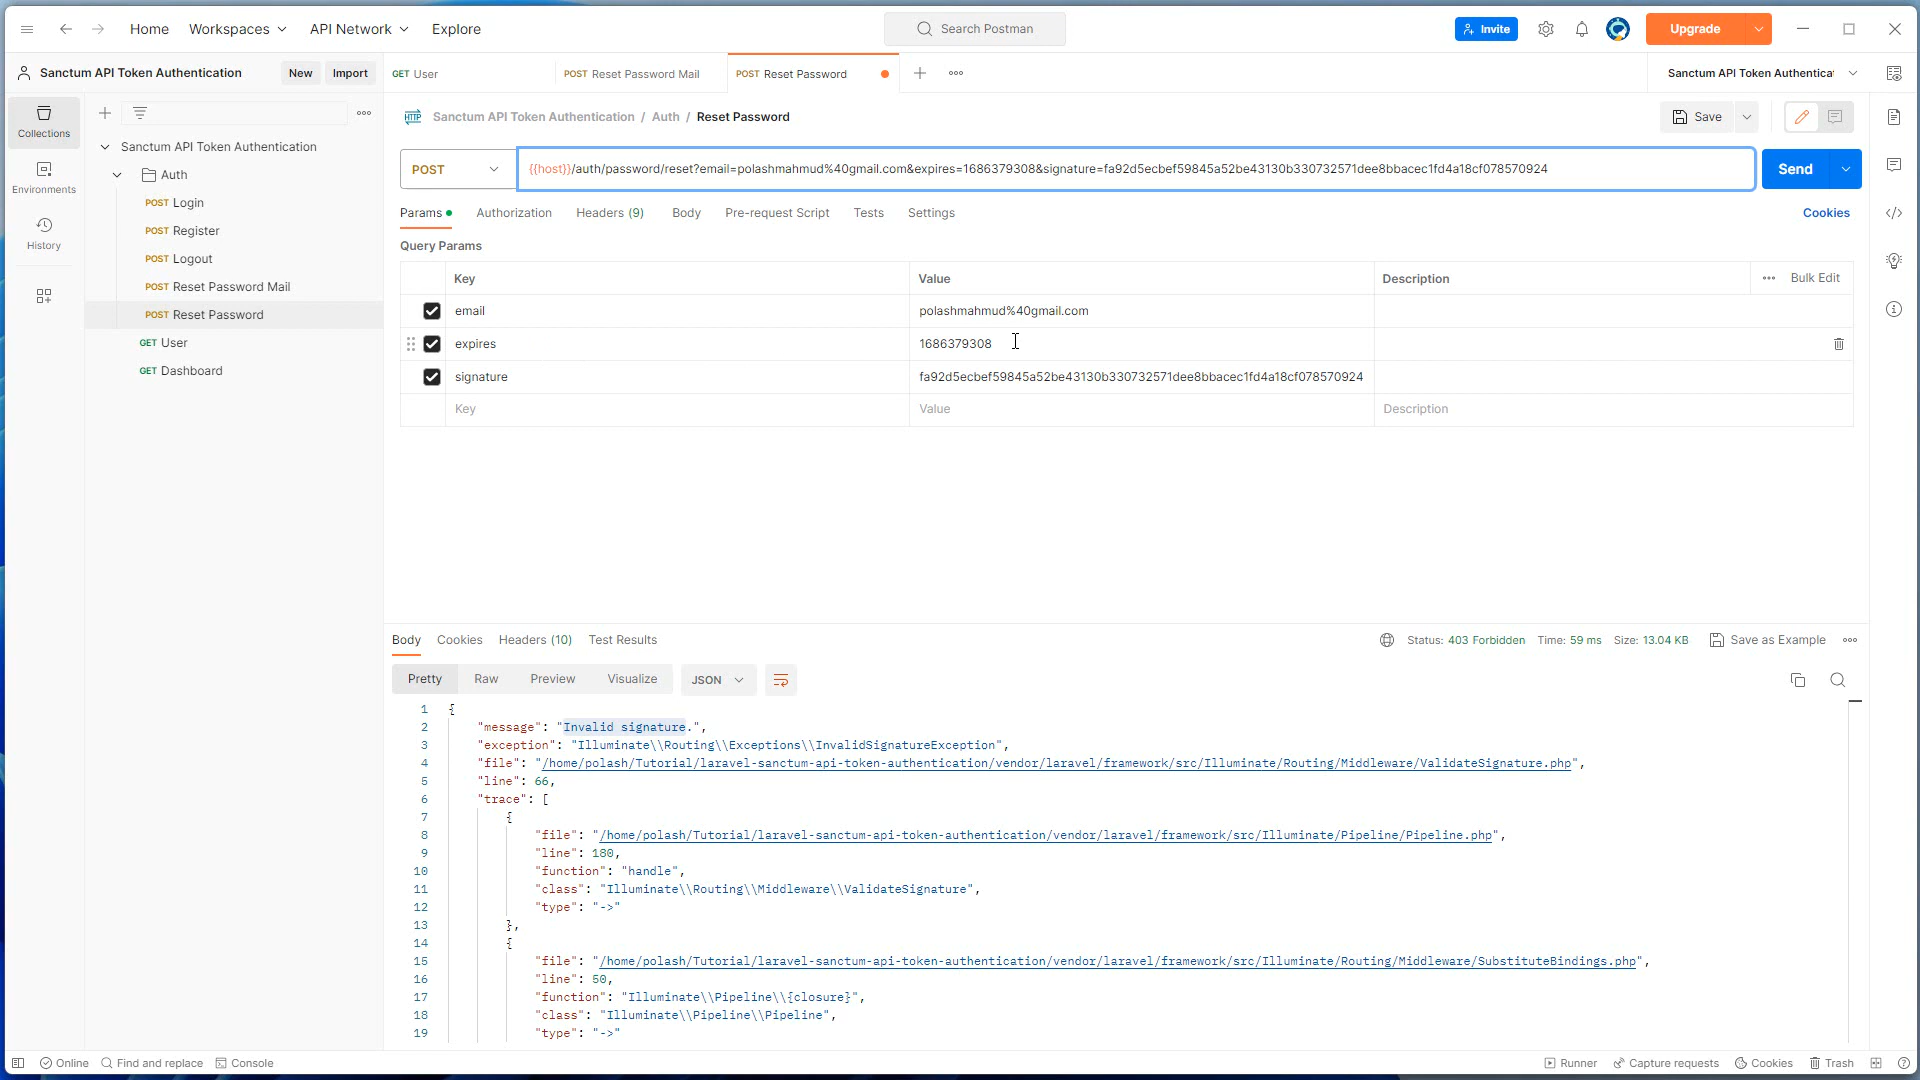 Home
Workspaces
API Network
Explore
Search Postman
Invite
Upgrade
Sanctum API Token Authentication
New
Import
GET User
POST Reset Password Mail
POST Reset Password
Sanctum API Token Authenticat
Collections
Environments
History
Sanctum API Token Authentication
Auth
POST Login
POST Register
POST Logout
POST Reset Password Mail
POST Reset Password
GET User
GET Dashboard
HTTP Sanctum API Token Authentication / Auth / Reset Password
Save
POST
{{host}}/auth/password/reset?email=polashmahmud%40gmail.com&expires=1686379308&signature=fa92d5ecbef59845a52be43130b330732571dee8bbacec1fd4a18cf078570924
Send
Params
Authorization
Headers (9)
Body
Pre-request Script
Tests
Settings
Cookies
Query Params
Key Value Description Bulk Edit
email polashmahmud%40gmail.com
expires 1686379308
signature fa92d5ecbef59845a52be43130b330732571dee8bbacec1fd4a18cf078570924
Key Value Description
Body Cookies Headers (10) Test Results
Status: 403 Forbidden Time: 59 ms Size: 13.04 KB Save as Example
Pretty Raw Preview Visualize JSON
1 {
2 "message": "Invalid signature.",
3 "exception": "Illuminate\\Routing\\Exceptions\\InvalidSignatureException",
4 "file": "/home/polash/Tutorial/laravel-sanctum-api-token-authentication/vendor/laravel/framework/src/Illuminate/Routing/Middleware/ValidateSignature.php",
5 "line": 66,
6 "trace": [
7 {
8 "file": "/home/polash/Tutorial/laravel-sanctum-api-token-authentication/vendor/laravel/framework/src/Illuminate/Pipeline/Pipeline.php",
9 "line": 180,
10 "function": "handle",
11 "class": "Illuminate\\Routing\\Middleware\\ValidateSignature",
12 "type": "->"
13 },
14 {
15 "file": "/home/polash/Tutorial/laravel-sanctum-api-token-authentication/vendor/laravel/framework/src/Illuminate/Routing/Middleware/SubstituteBindings.php",
16 "line": 50,
17 "function": "Illuminate\\Pipeline\\{closure}",
18 "class": "Illuminate\\Pipeline\\Pipeline",
19 "type": "->"
Online Find and replace Console
Runner Capture requests Cookies Trash